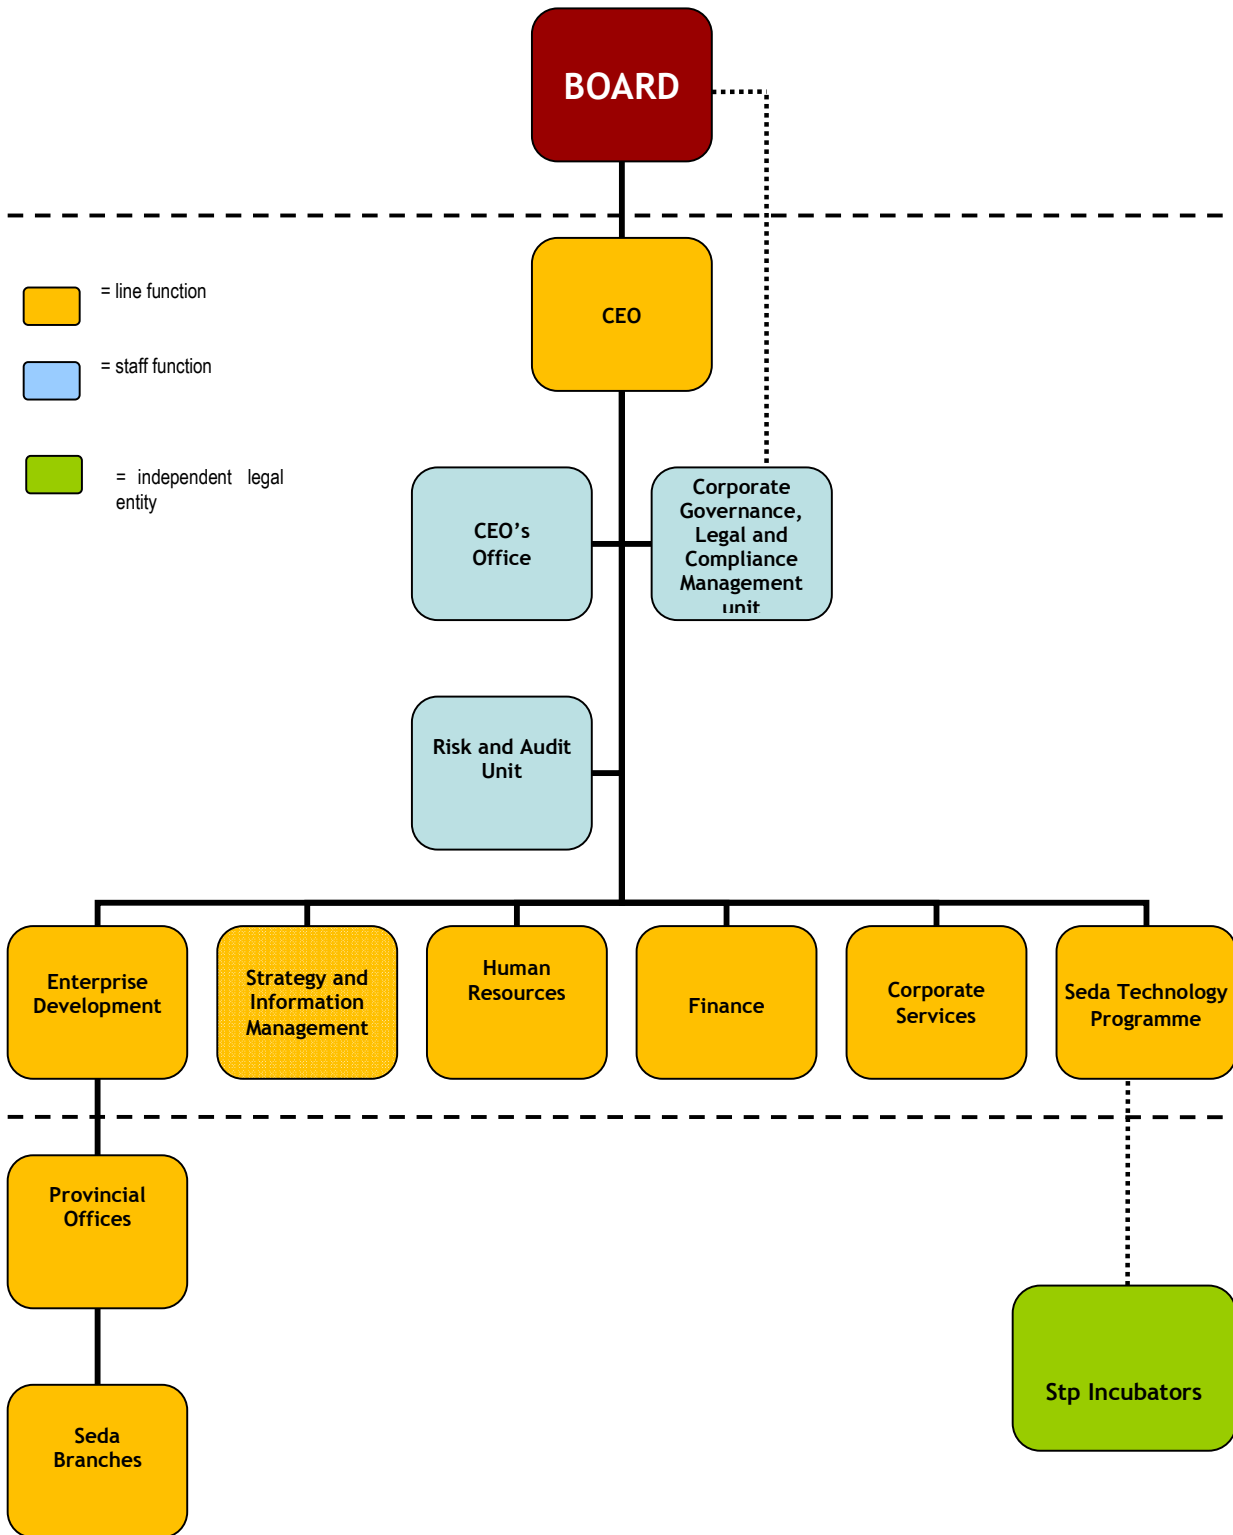 BOARD
CEO
= line function
= staff function
= independent legal
entity
CEO’s
Office
Corporate
Governance,
Legal and
Compliance
Management
unit
Risk and Audit
Unit
Enterprise
Development
Strategy and
Information
Management
Human
Resources
Finance
Corporate
Services
Seda Technology
Programme
Provincial
Offices
Stp Incubators
Seda
Branches